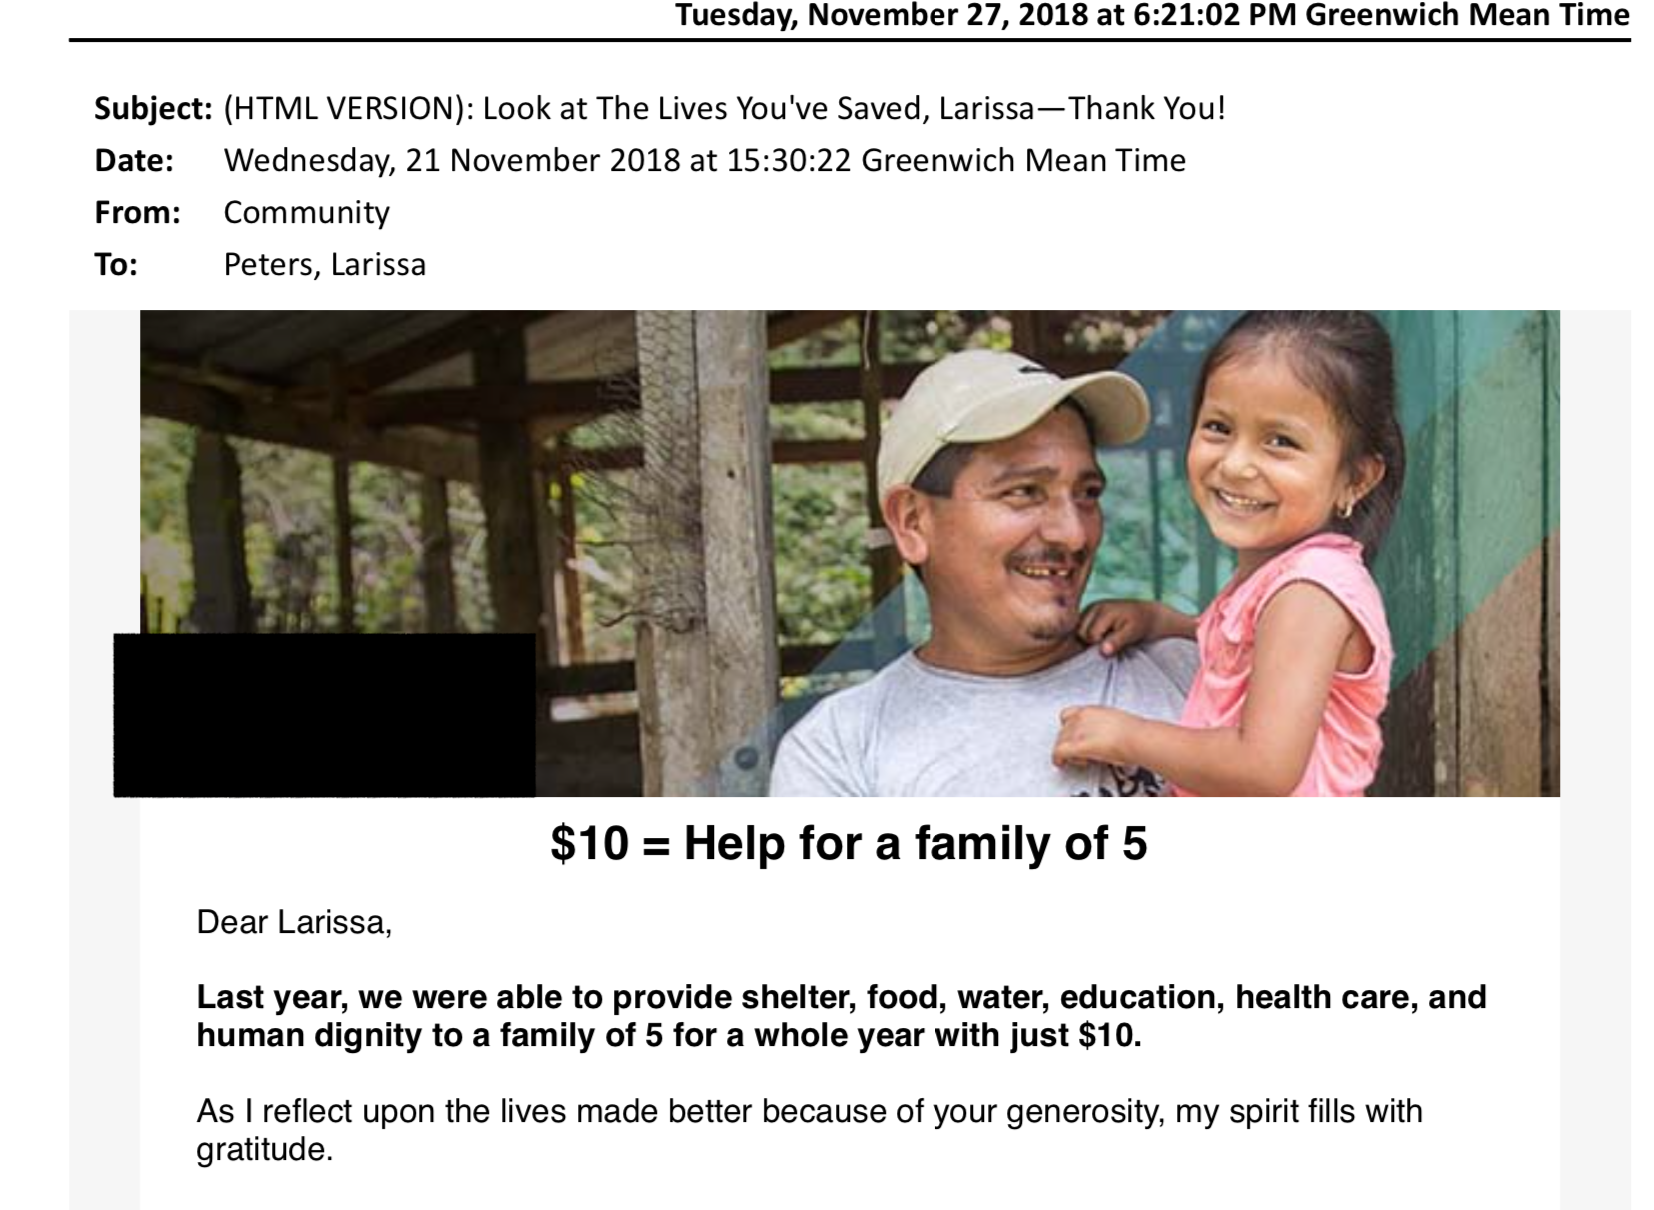 Tuesday, November 27, 2018 at 6:21:02 PM Greenwich Mean Time
Subject: (HTML VERSION): Look at The Lives You've Saved, Larissa—Thank You!
Date: Wednesday, 21 November 2018 at 15:30:22 Greenwich Mean Time
From: Community
To: Peters, Larissa
$10 = Help for a family of 5
Dear Larissa,
Last year, we were able to provide shelter, food, water, education, health care, and
human dignity to a family of 5 for a whole year with just $10.
As I reflect upon the lives made better because of your generosity, my spirit fills with
gratitude.